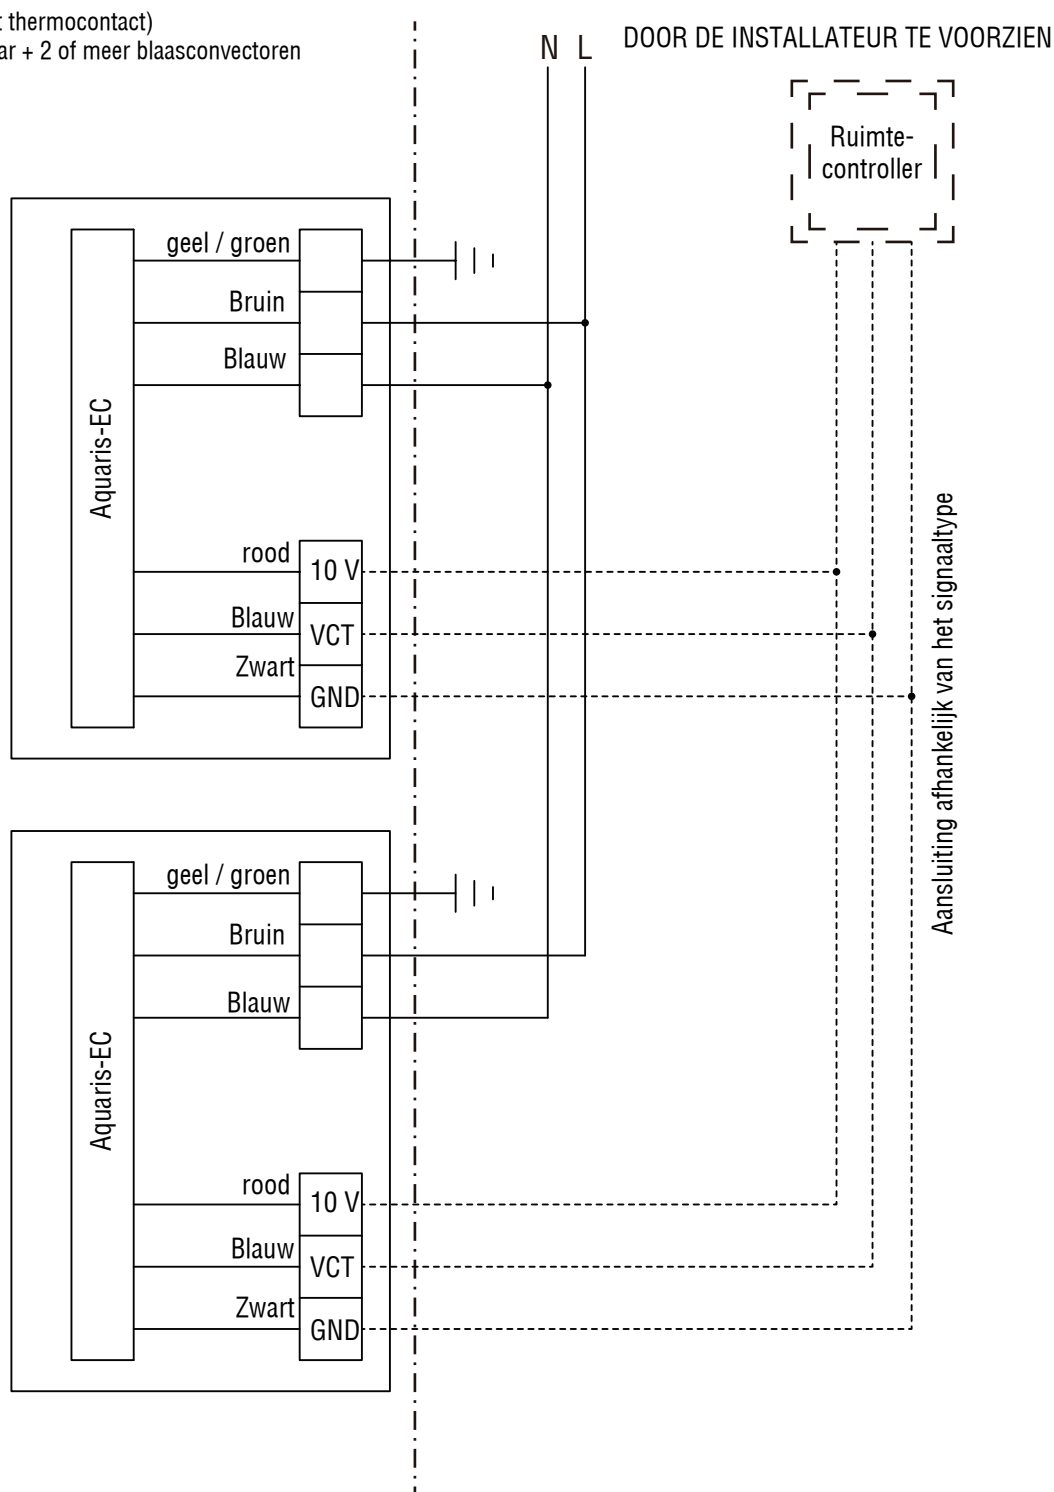 thermocontact)
+ 2 of meer blaasconvectoren
N L
DOOR DE INSTALLATEUR TE VOORZIEN
Ruimte-
controller
geel / groen
Bruin
Blauw
Aquaris-EC
rood
10 V
Blauw
VCT
Zwart
GND
Aansluiting afhankelijk van het signaaltype
geel / groen
Bruin
Blauw
Aquaris-EC
rood
10 V
Blauw
VCT
Zwart
GND